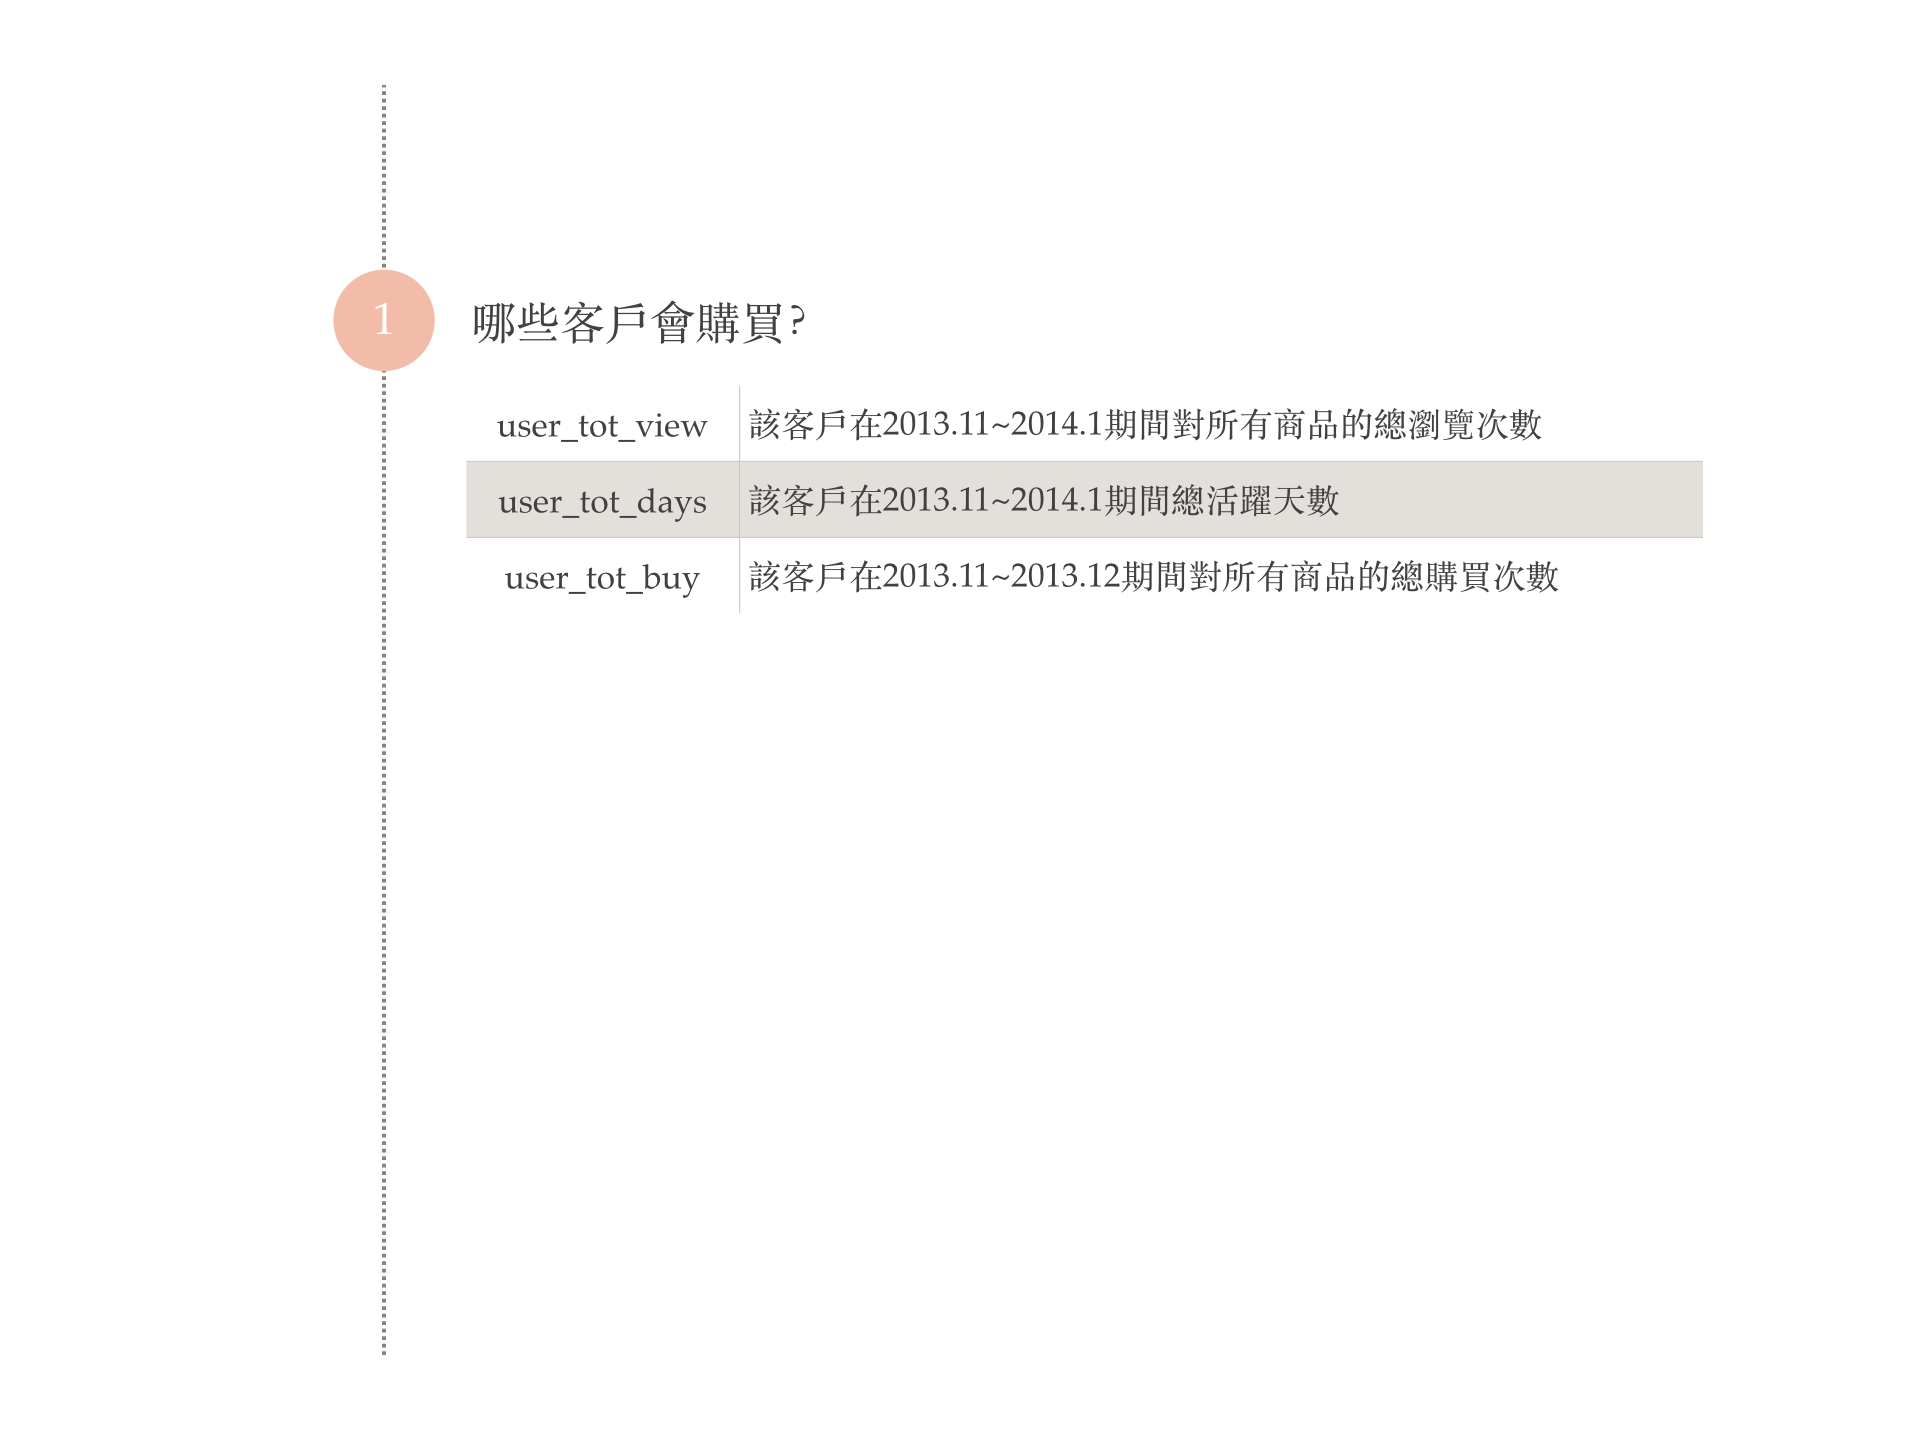 1
哪些客戶會購買?
user_tot_view 該客戶在2013.11~2014.1期間對所有商品的總瀏覽次數
user_tot_days 該客戶在2013.11~2014.1期間總活躍天數
user_tot_buy 該客戶在2013.11~2013.12期間對所有商品的總購買次數